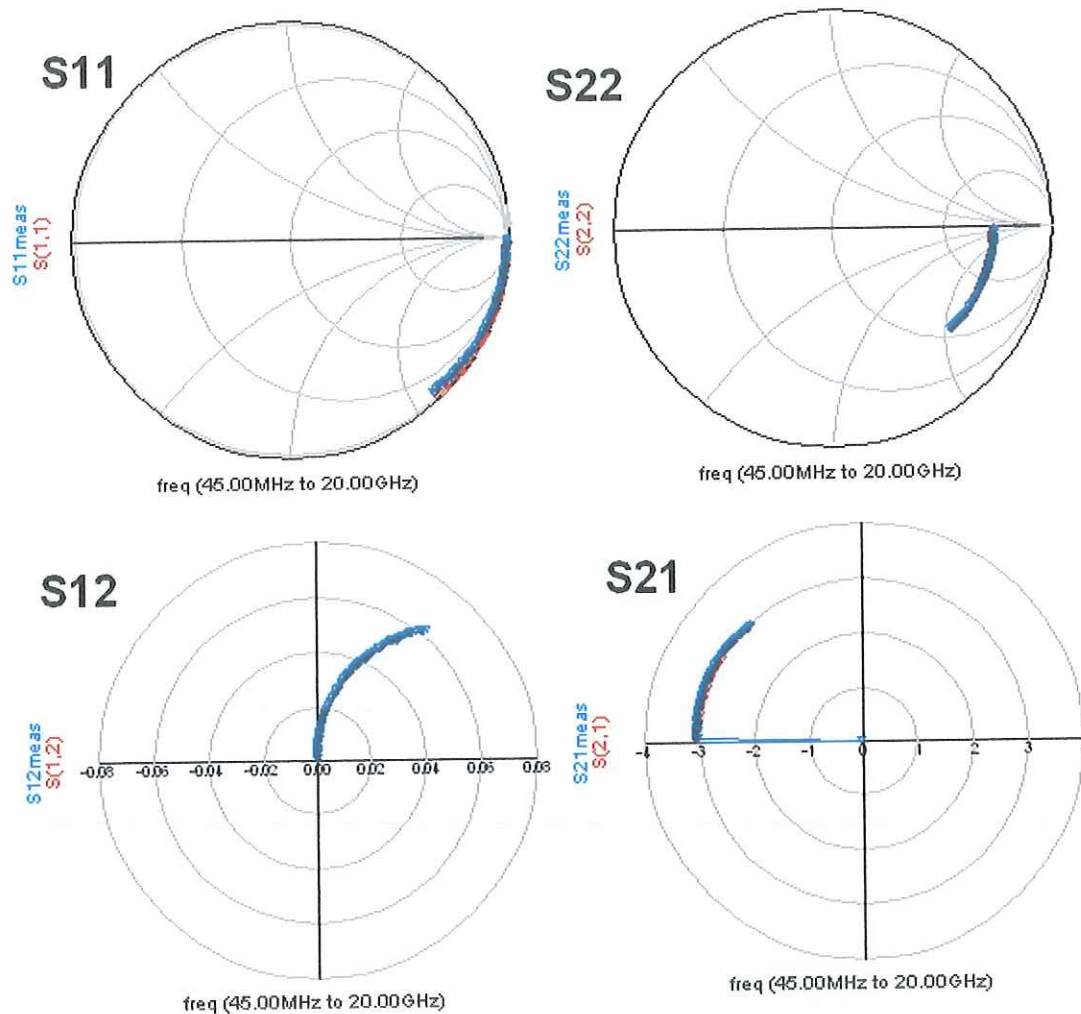 S11
S11meas
S(1,1)
freq (45.00MHz to 20.00GHz)
S22
S22meas
S(2,2)
freq (45.00MHz to 20.00GHz)
S12
S12meas
S(1,2)
-0.08 -0.06 -0.04 -0.02 0.00 0.02 0.04 0.06 0.08
freq (45.00MHz to 20.00GHz)
S21
S21meas
S(2,1)
-4 -3 -2 -1 0 1 2 3
freq (45.00MHz to 20.00GHz)